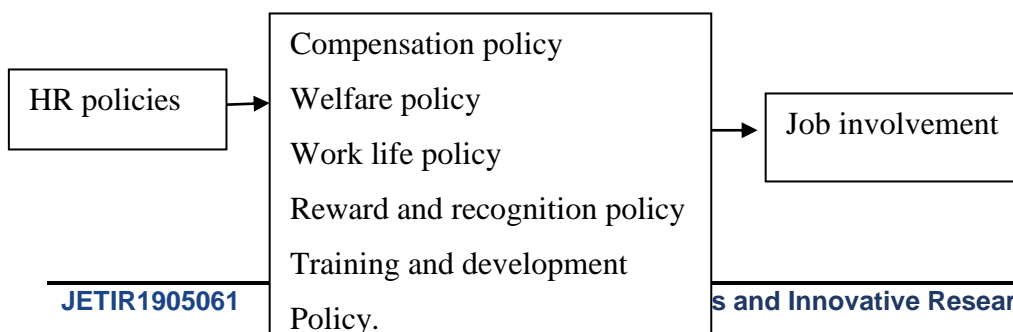 HR policies
Compensation policy
Welfare policy
Work life policy
Reward and recognition policy
Training and development
Policy.
Job involvement
JETIR1905061
and Innovative